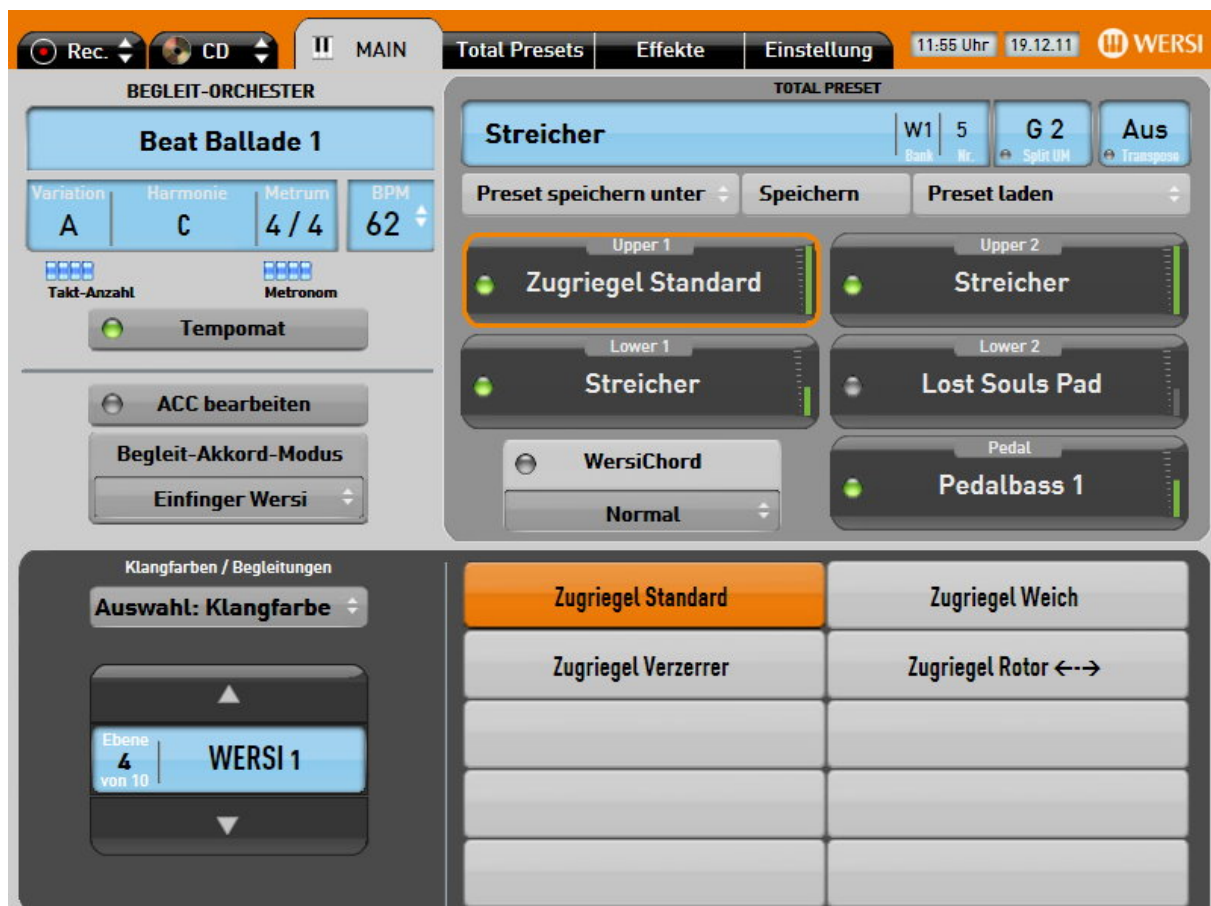 Rec. CD MAIN Total Presets Effekte Einstellung 11:55 Uhr 19.12.11 WERSI
BEGLEIT-ORCHESTER
Beat Ballade 1
Variation Harmonie Metrum BPM
A C 4 / 4 62
Takt-Anzahl Metronom
Tempomat
ACC bearbeiten
Begleit-Akkord-Modus
Einfinger Wersi
TOTAL PRESET
Streicher W1 5 G 2 Aus
Bank Nr. Split UM Transpose
Preset speichern unter Speichern Preset laden
Upper 1 Upper 2
Zugriegel Standard Streicher
Lower 1 Lower 2
Streicher Lost Souls Pad
WersiChord
Normal
Pedal
Pedalbass 1
Klangfarben / Begleitungen
Auswahl: Klangfarbe
Ebene
4 WERSI 1
von 10
Zugriegel Standard Zugriegel Weich
Zugriegel Verzerrer Zugriegel Rotor ←-→